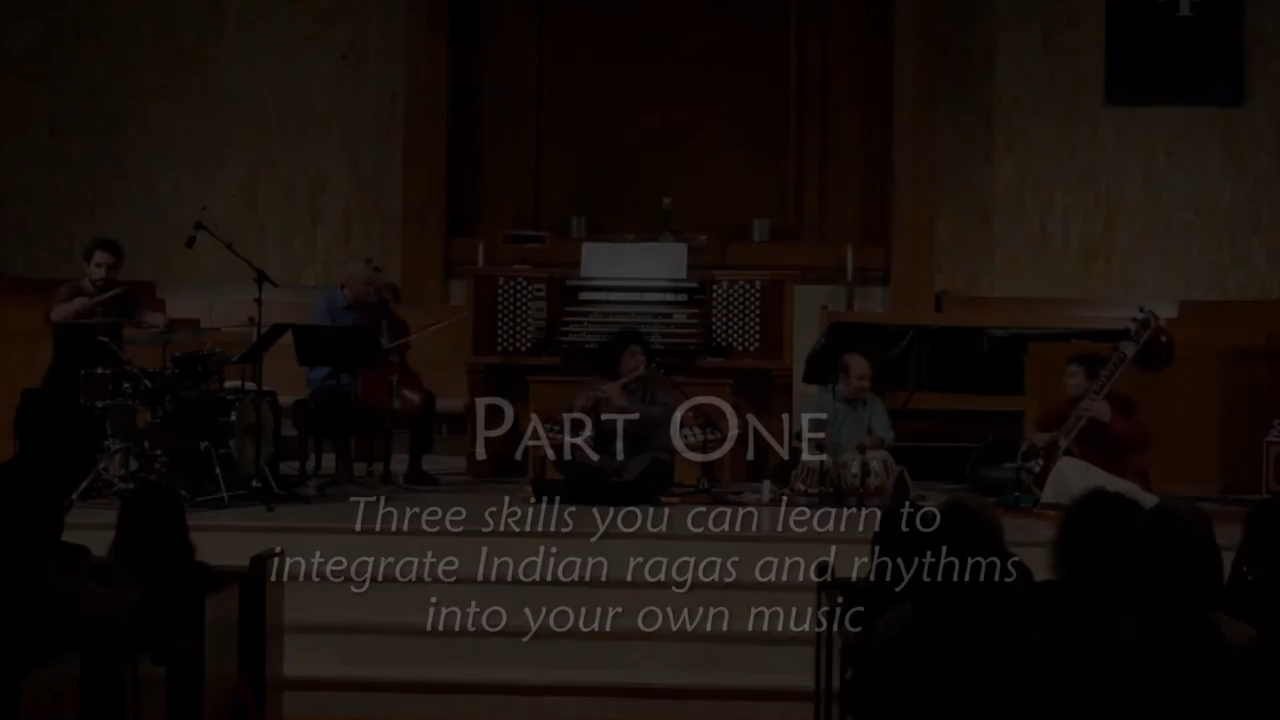 Part One
Three skills you can learn to
integrate Indian ragas and rhythms
into your own music